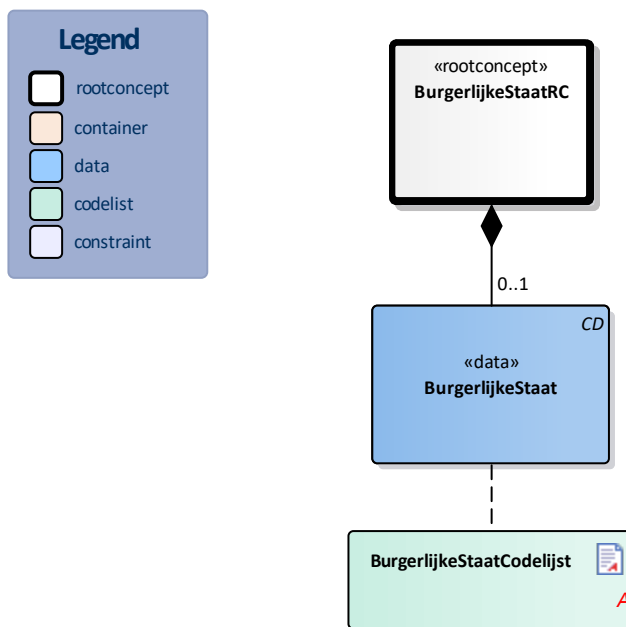 Legend
rootconcept
container
data
codelist
constraint
«rootconcept»
BurgerlijkeStaatRC
0..1
CD
«data»
BurgerlijkeStaat
BurgerlijkeStaatCodelijst
A